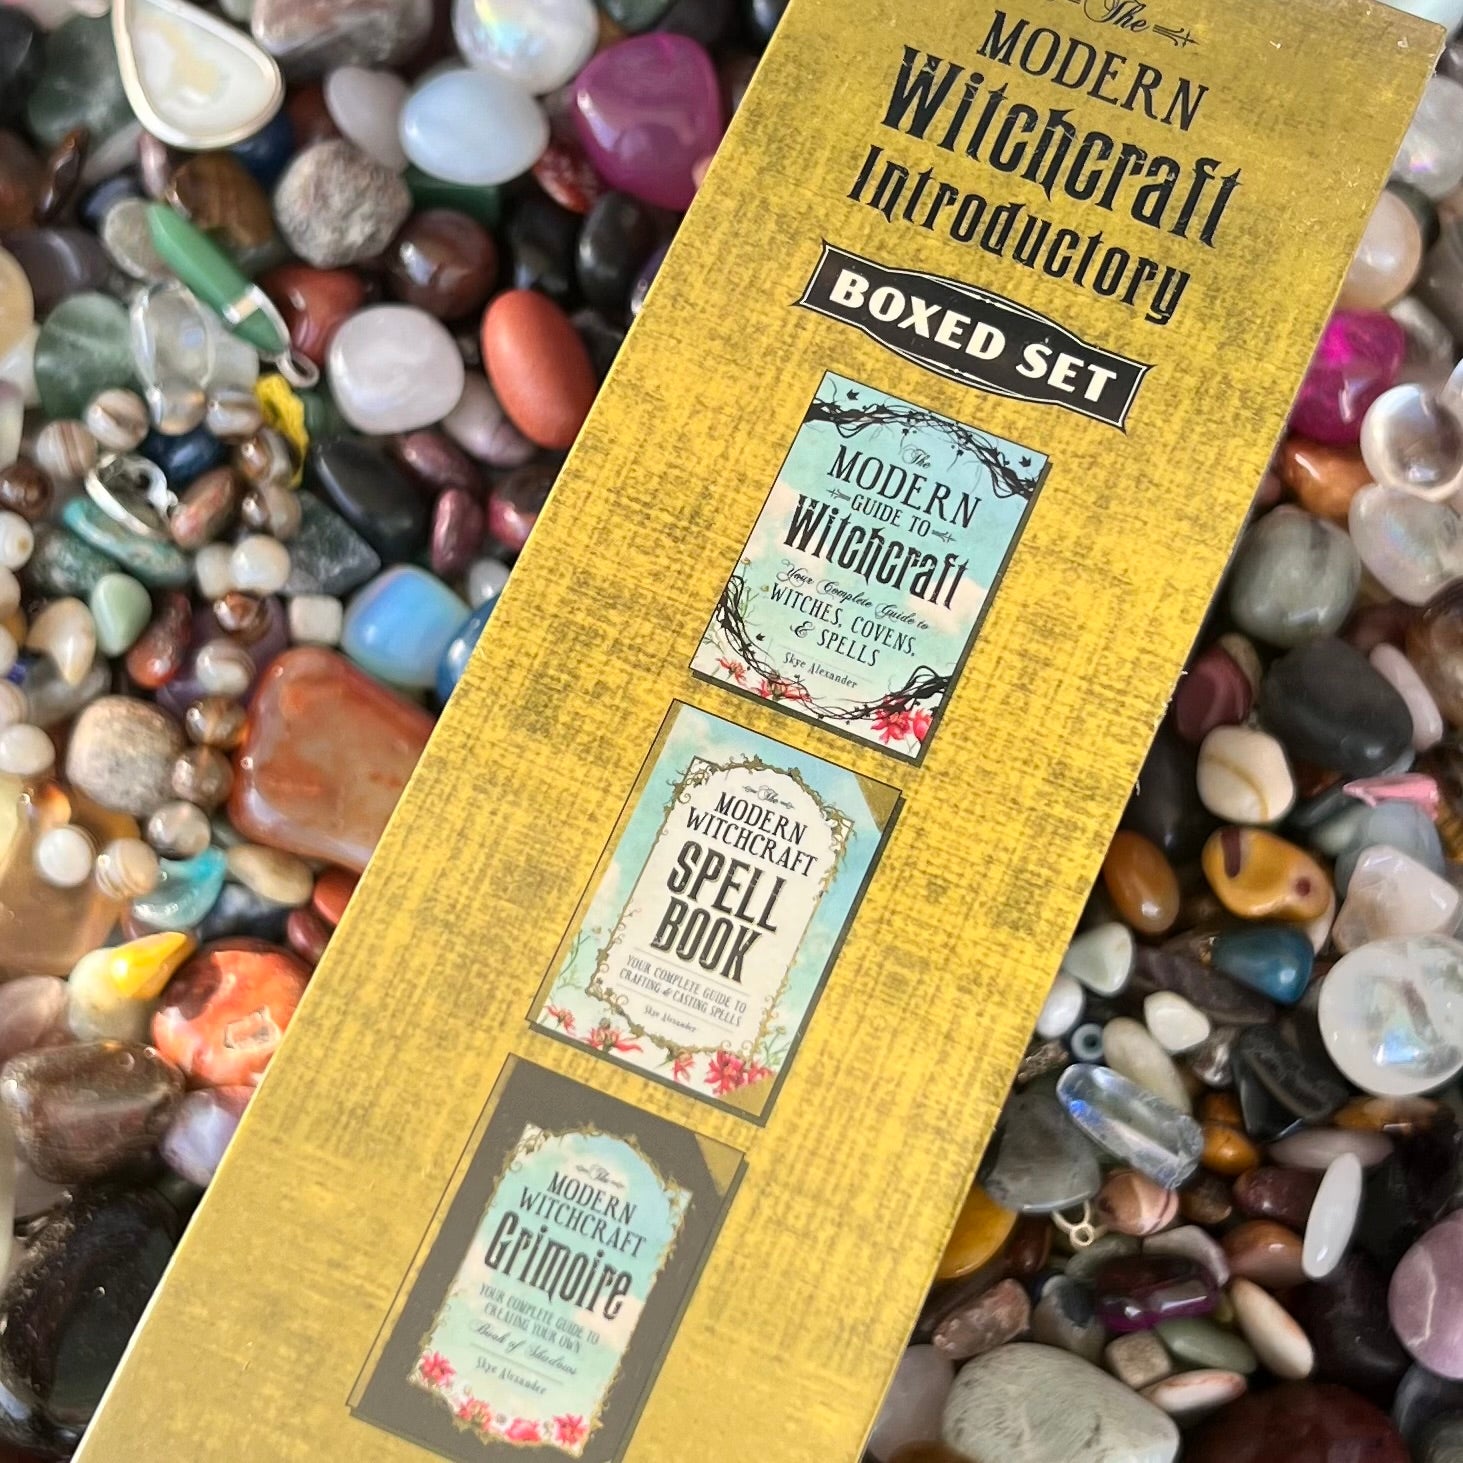 The
MODERN
Witchcraft
Introductory
BOXED SET
The
MODERN
GUIDE TO
Witchcraft
Your Complete Guide to
WITCHES, COVENS,
& SPELLS
Skye Alexander
The
MODERN
WITCHCRAFT
SPELL
BOOK
YOUR COMPLETE GUIDE TO
CRAFTING & CASTING SPELLS
Skye Alexander
The
MODERN
WITCHCRAFT
Grimoire
YOUR COMPLETE GUIDE TO
CREATING YOUR OWN
Book of Shadows
Skye Alexander